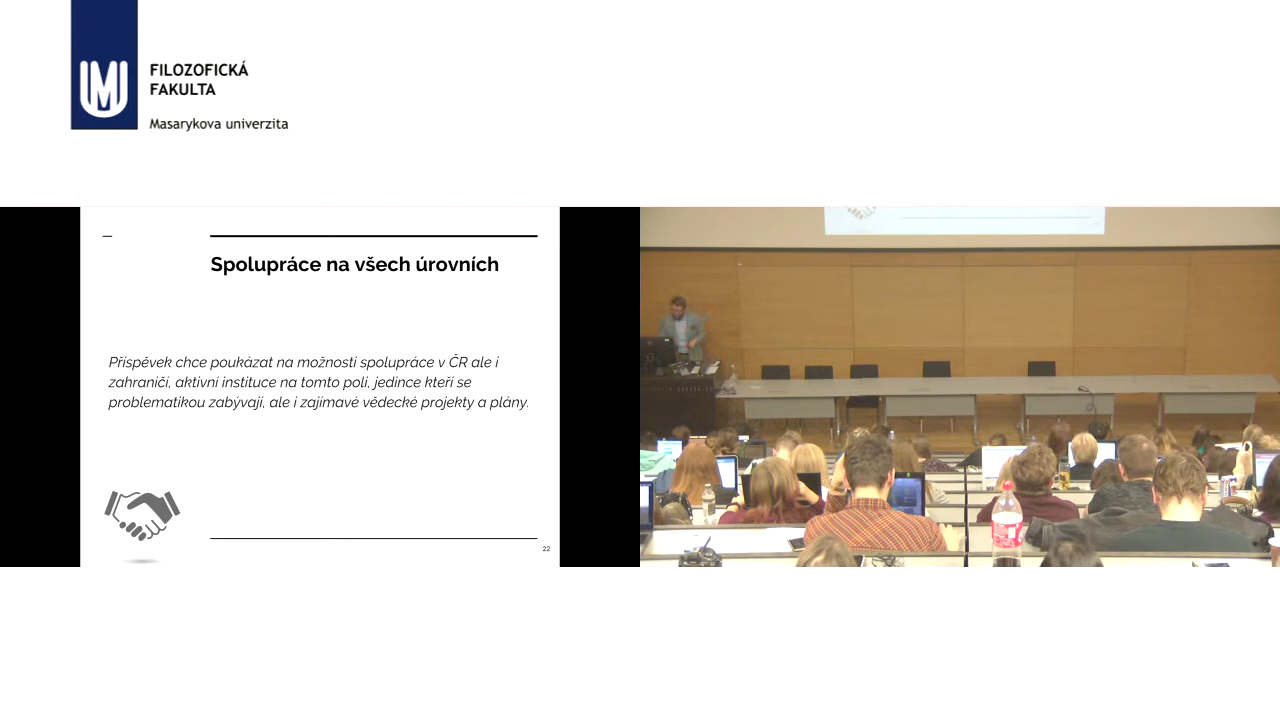 FILOZOFICKÁ
FAKULTA
Masarykova univerzita
Spolupráce na všech úrovních
Příspěvek chce poukázat na možnosti spolupráce v ČR ale i
zahraničí, aktivní instituce na tomto poli, jedince kteří se
problematikou zabývají, ale i zajímavé vědecké projekty a plány.
22